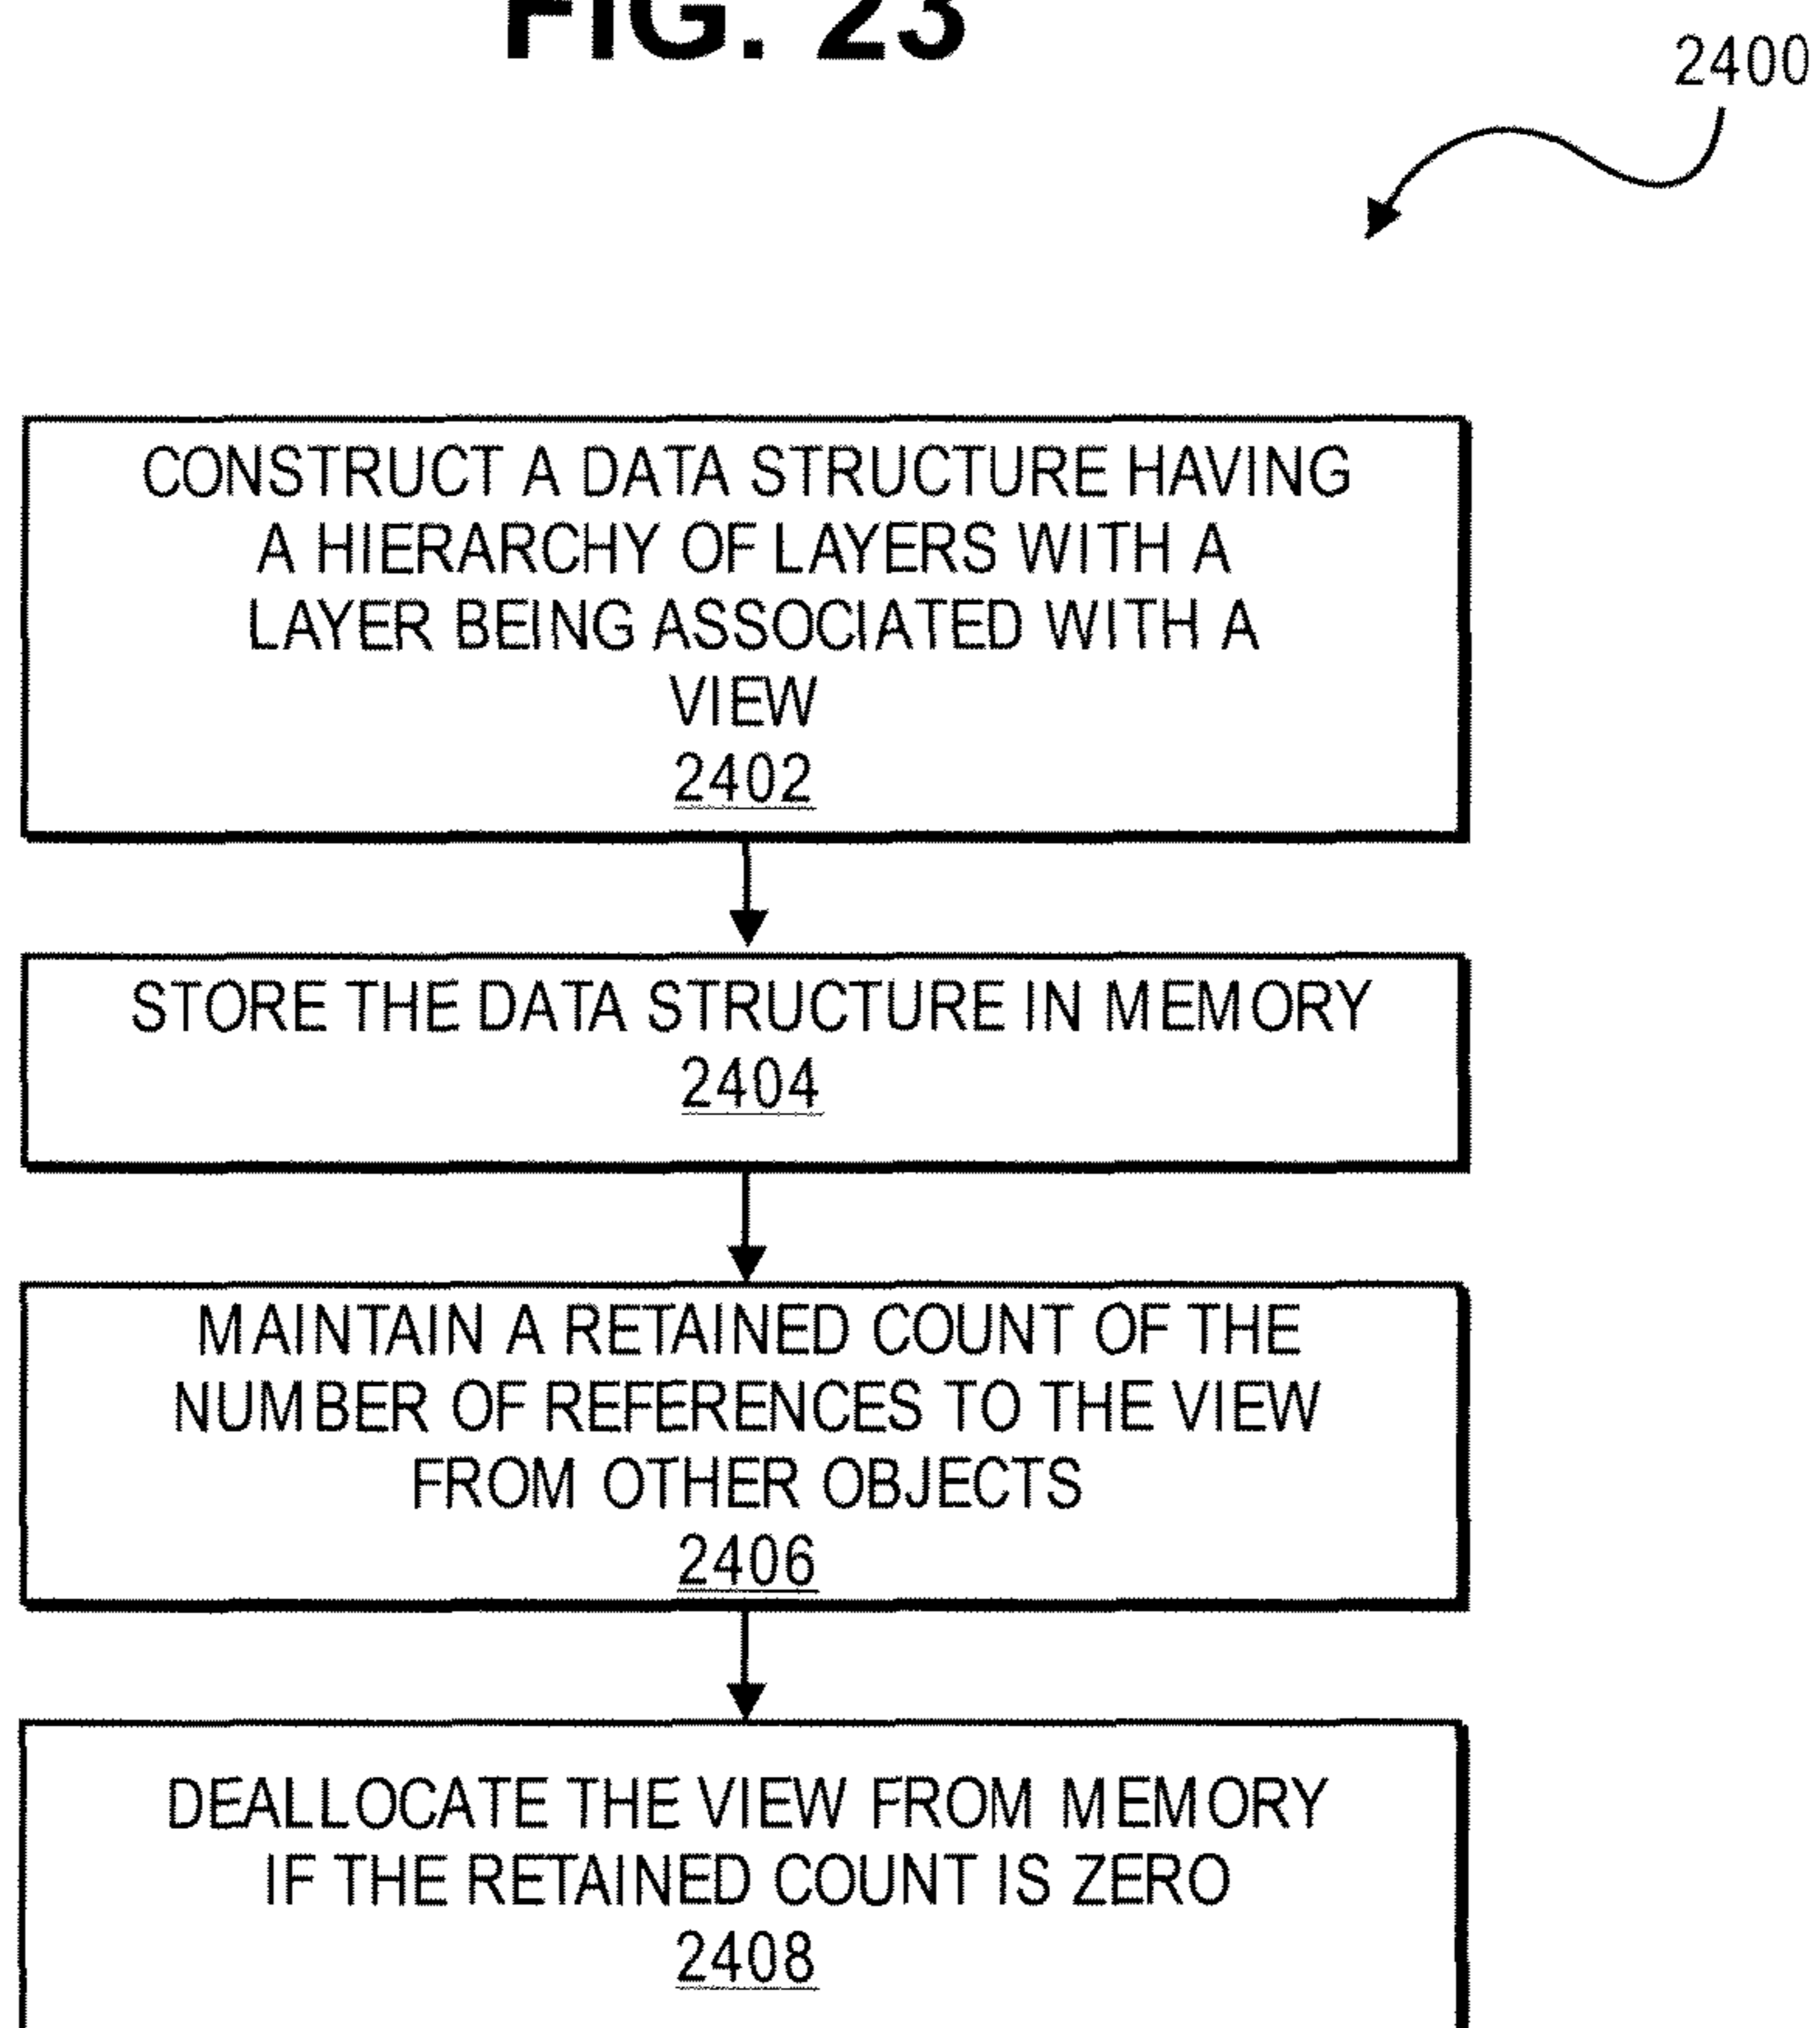 FIG. 23
2400
CONSTRUCT A DATA STRUCTURE HAVING
A HIERARCHY OF LAYERS WITH A
LAYER BEING ASSOCIATED WITH A
VIEW
2402
STORE THE DATA STRUCTURE IN MEMORY
2404
MAINTAIN A RETAINED COUNT OF THE
NUMBER OF REFERENCES TO THE VIEW
FROM OTHER OBJECTS
2406
DEALLOCATE THE VIEW FROM MEMORY
IF THE RETAINED COUNT IS ZERO
2408